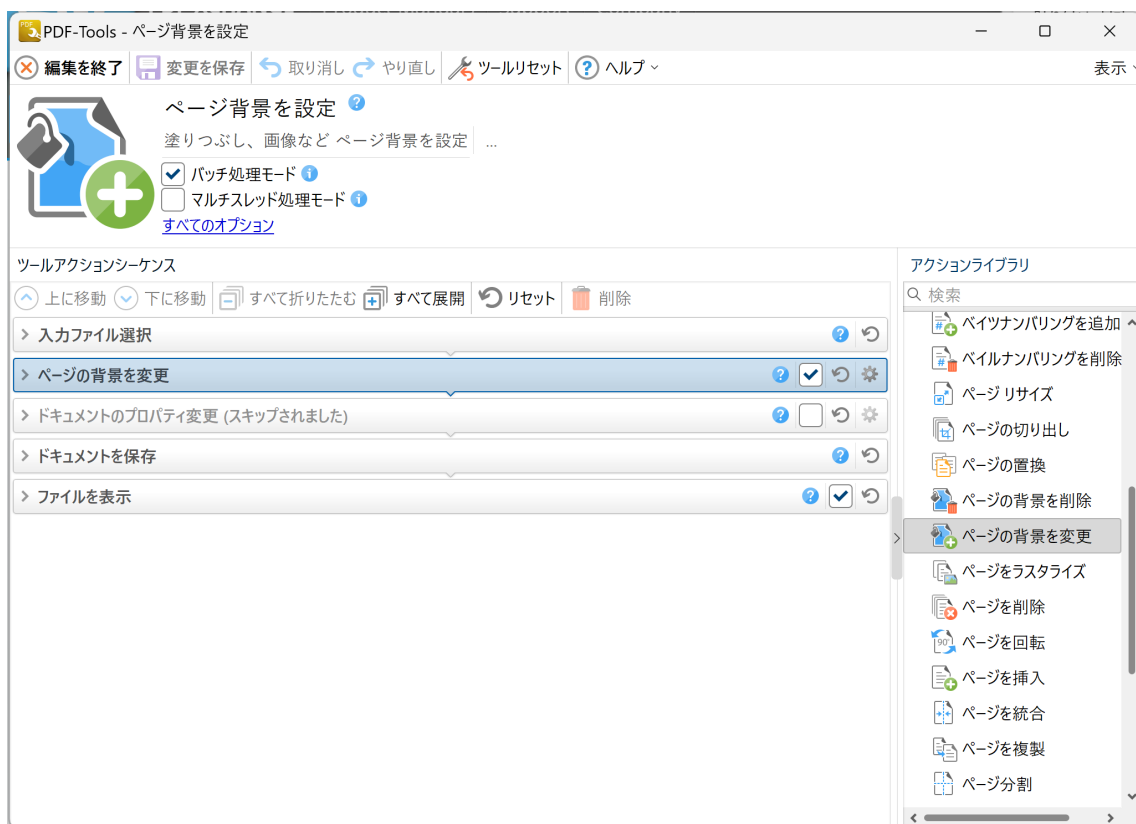 PDF-Tools - ページ背景を設定
編集を終了 変更を保存 取り消し やり直し ツールリセット ヘルプ 表示
ページ背景を設定
塗りつぶし、画像など ページ背景を設定 ...
バッチ処理モード
マルチスレッド処理モード
すべてのオプション
ツールアクションシーケンス
上に移動 下に移動 すべて折りたたむ すべて展開 リセット 削除
入力ファイル選択
ページの背景を変更
ドキュメントのプロパティ変更 (スキップされました)
ドキュメントを保存
ファイルを表示
アクションライブラリ
検索
ベイツナンバリングを追加
ベイルナンバリングを削除
ページ リサイズ
ページの切り出し
ページの置換
ページの背景を削除
ページの背景を変更
ページをラスタライズ
ページを削除
ページを回転
ページを挿入
ページを統合
ページを複製
ページ分割